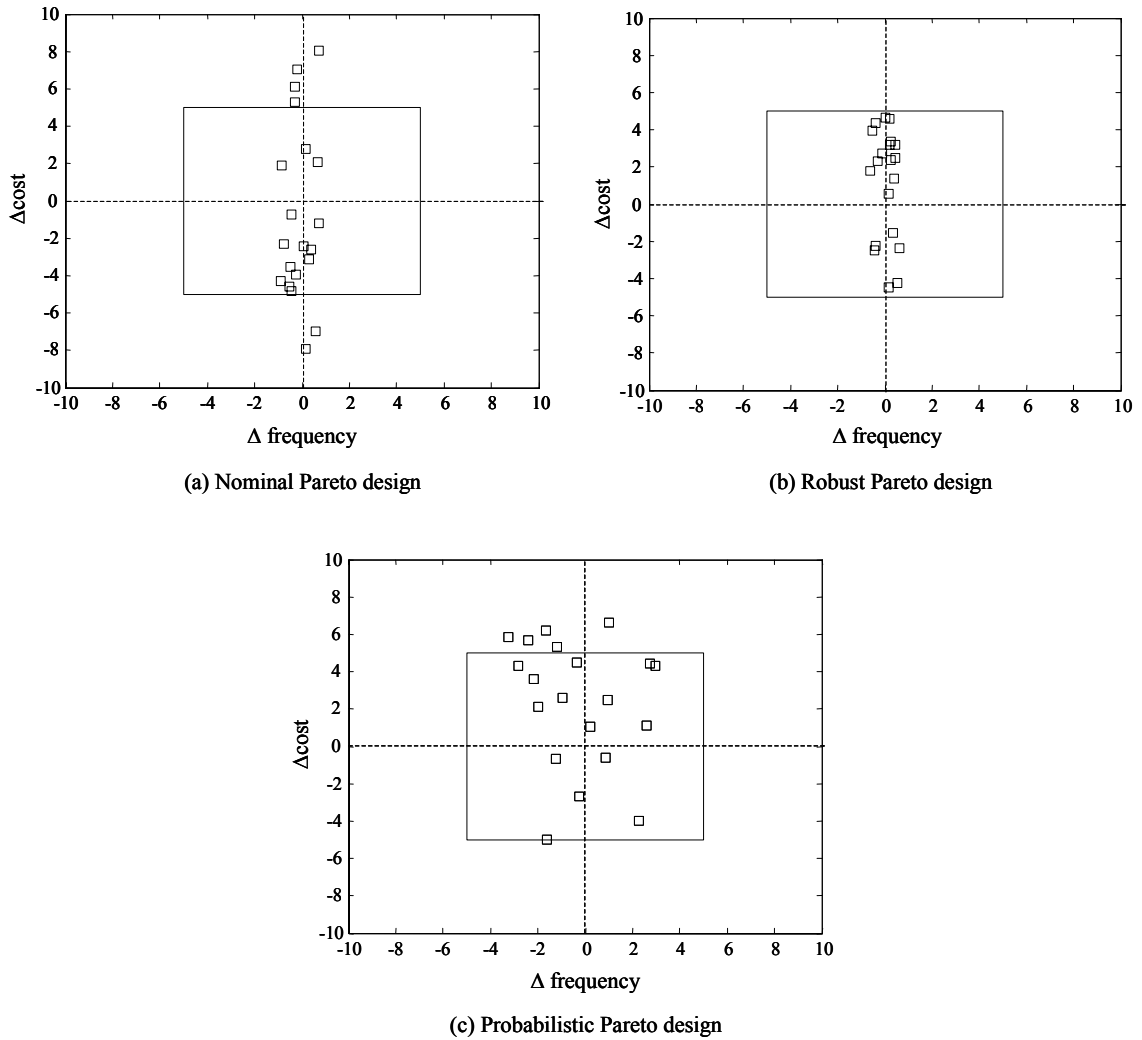 10
8
6
4
2
0
-2
-4
-6
-8
-10
Δcost
-10 -8 -6 -4 -2 0 2 4 6 8 10
Δ frequency
(a) Nominal Pareto design
10
8
6
4
2
0
-2
-4
-6
-8
-10
Δcost
-10 -8 -6 -4 -2 0 2 4 6 8 10
Δ frequency
(b) Robust Pareto design
10
8
6
4
2
0
-2
-4
-6
-8
-10
Δcost
-10 -8 -6 -4 -2 0 2 4 6 8 10
Δ frequency
(c) Probabilistic Pareto design